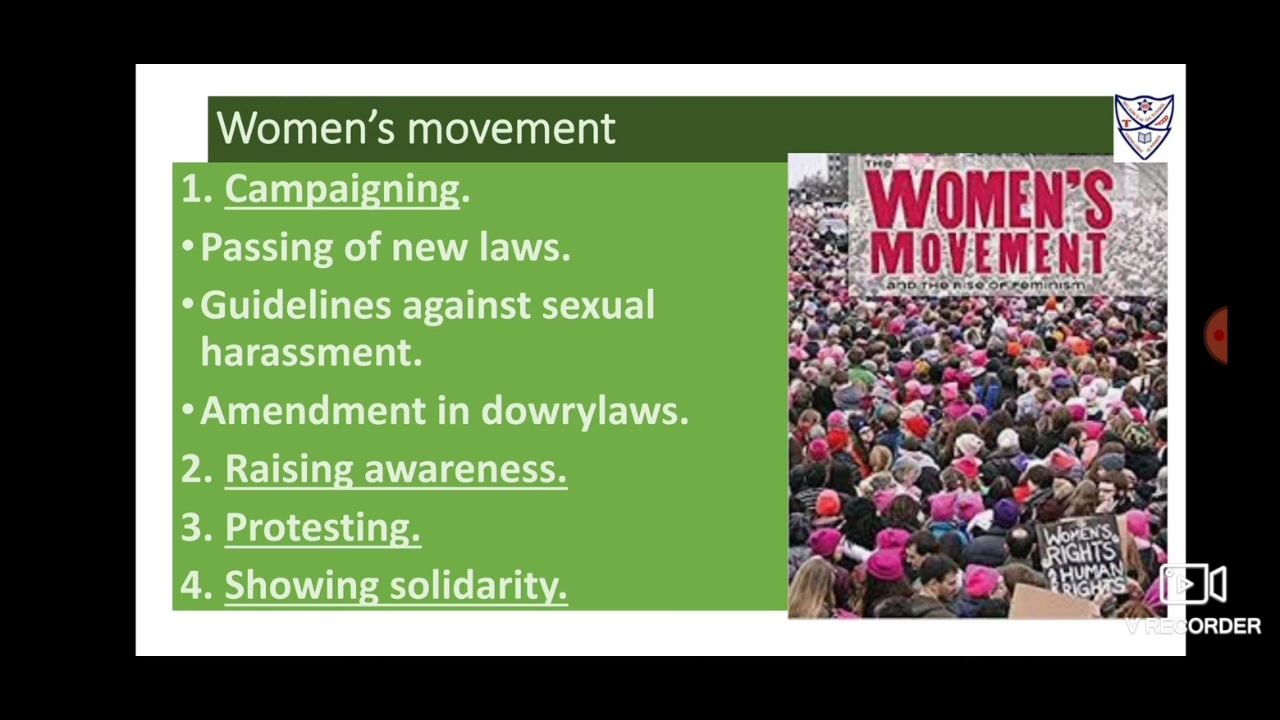 Women's movement
1. Campaigning.
•Passing of new laws.
•Guidelines against sexual
harassment.
•Amendment in dowrylaws.
2. Raising awareness.
3. Protesting.
4. Showing solidarity.
THE
WOMEN'S
MOVEMENT
AND THE RISE OF FEMINISM
WOMEN'S
RIGHTS
HUMAN
RIGHTS
V RECORDER